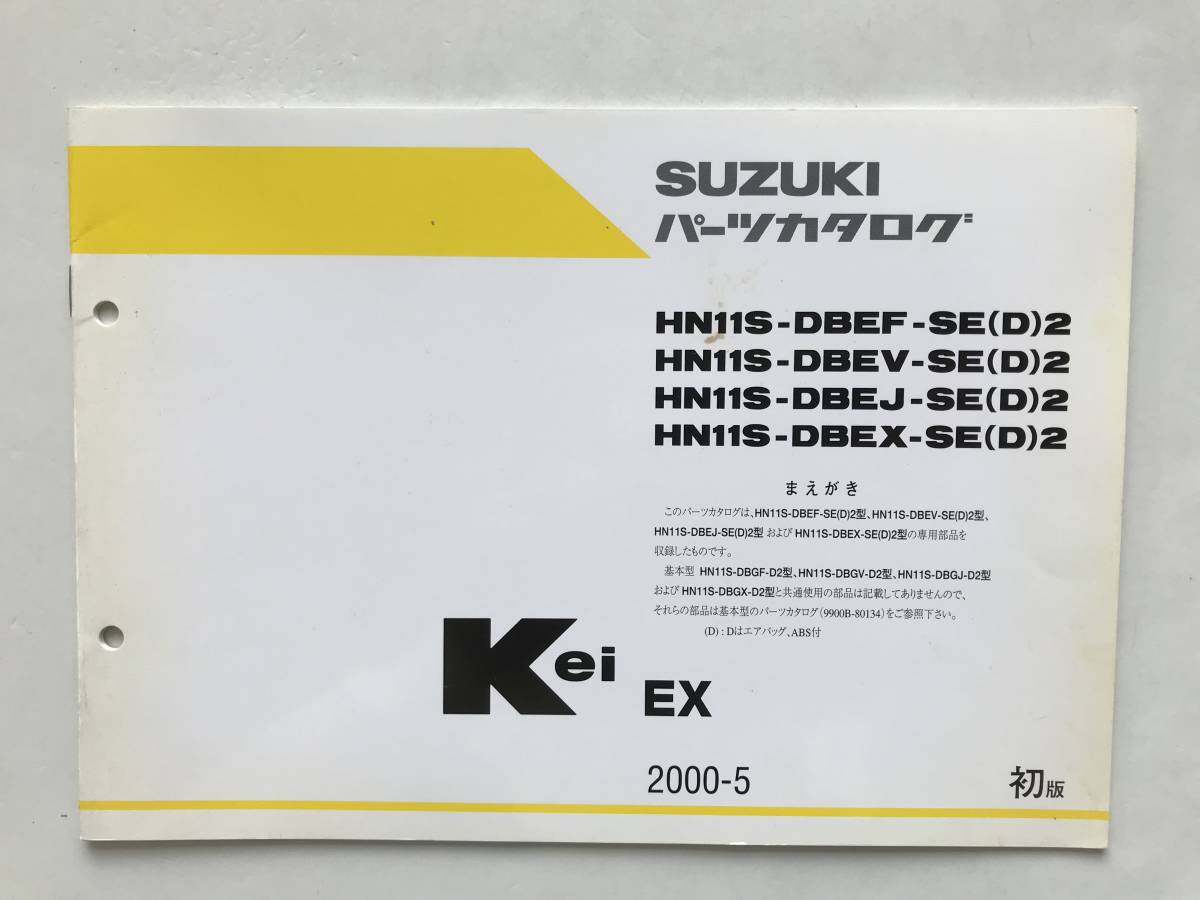 SUZUKI
パーツカタログ
HN11S-DBEF-SE(D)2
HN11S-DBEV-SE(D)2
HN11S-DBEJ-SE(D)2
HN11S-DBEX-SE(D)2
まえがき
このパーツカタログは、HN11S-DBEF-SE(D)2型、HN11S-DBEV-SE(D)2型、
HN11S-DBEJ-SE(D)2型 および HN11S-DBEX-SE(D)2型の専用部品を
収録したものです。
基本型 HN11S-DBGF-D2型、HN11S-DBGV-D2型、HN11S-DBGJ-D2型
およびHN11S-DBGX-D2型と共通使用の部品は記載してありませんので、
それらの部品は基本型のパーツカタログ(9900B-80134)をご参照下さい。
(D) : Dはエアバッグ、ABS付
Kei EX
2000-5 初版